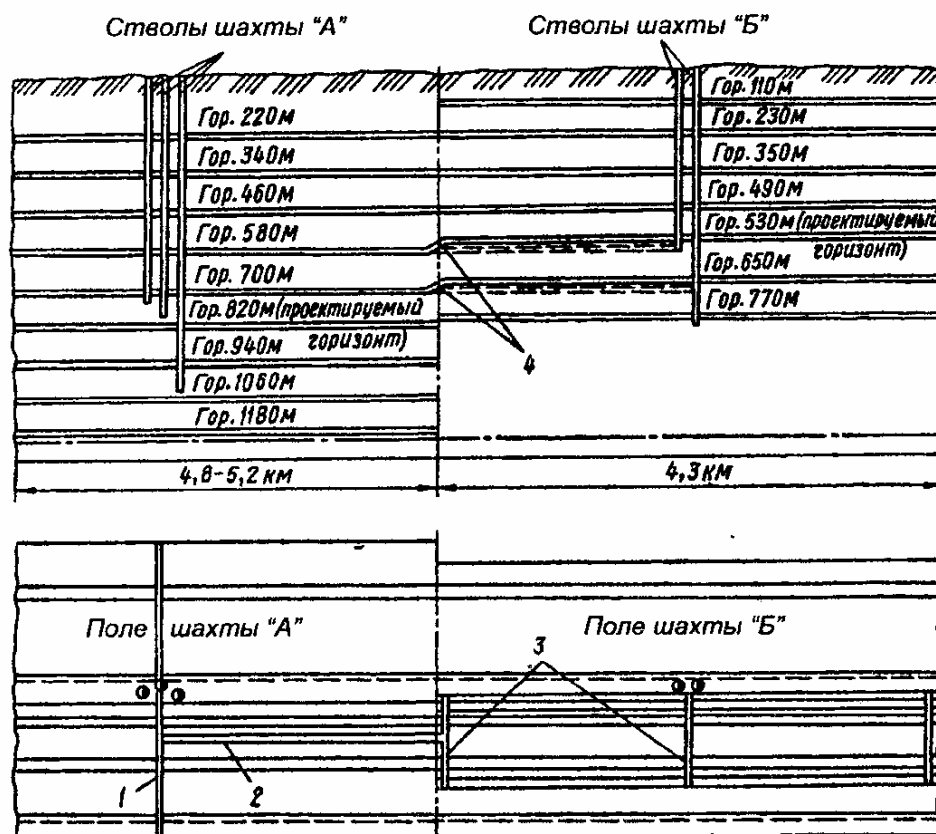 Стволы шахты "А"
Стволы шахты "Б"
Гор. 220м
Гор. 340м
Гор. 460м
Гор. 580м
Гор. 700м
Гор. 820м (проектируемый
горизонт)
Гор. 940м
Гор. 1060м
Гор. 1180м
Гор. 110м
Гор. 230м
Гор. 350м
Гор. 490м
Гор. 530м (проектируемый
горизонт)
Гор. 650м
Гор. 770м
4
4,8-5,2 км
4,3 км
Поле шахты "А"
Поле шахты "Б"
3
1
2